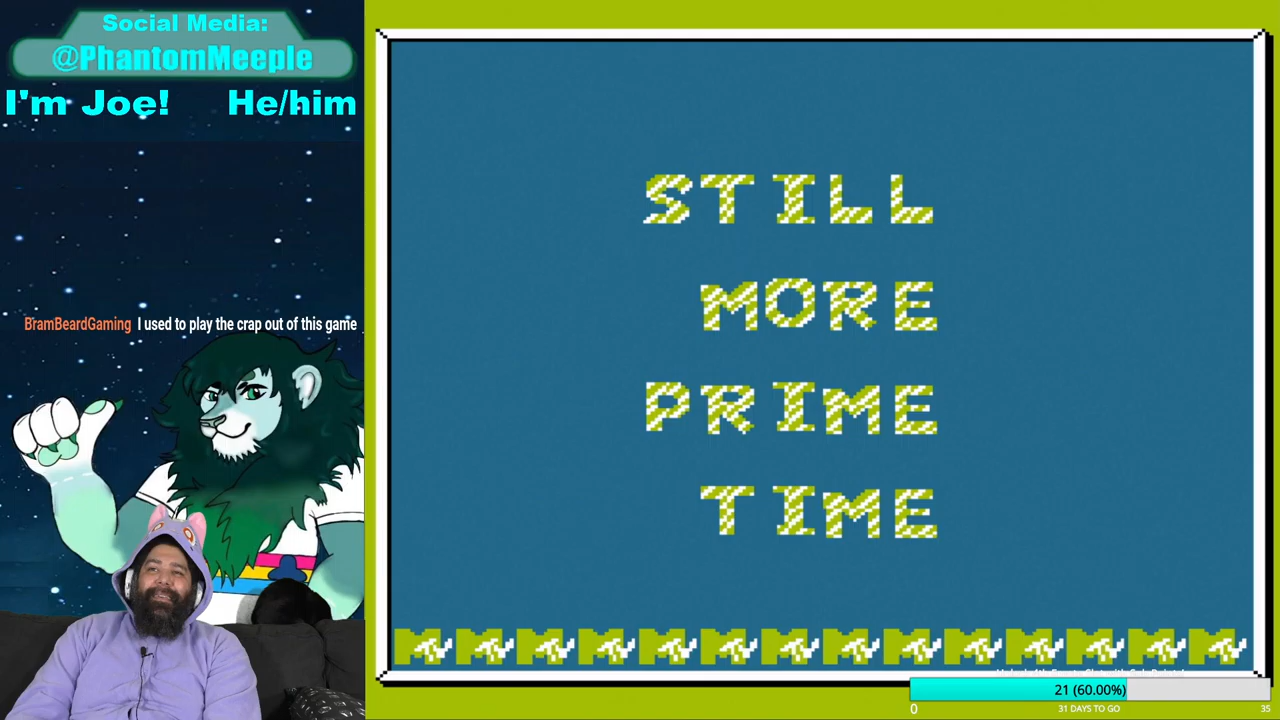 Social Media:
@PhantomMeeple
I'm Joe! He/him
BramBeardGaming I used to play the crap out of this game
STILL
MORE
PRIME
TIME
21 (60.00%)
0 31 DAYS TO GO 35